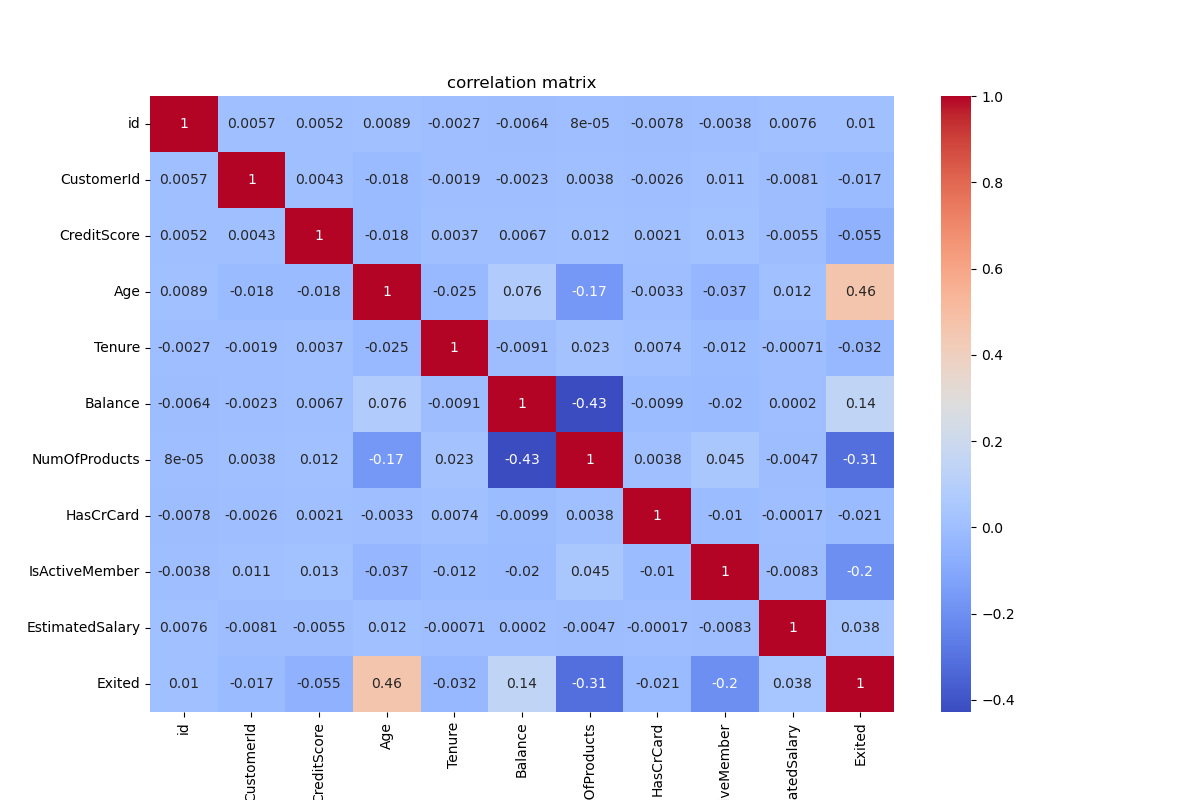 correlation matrix
id 1 0.0057 0.0052 0.0089 -0.0027 -0.0064 8e-05 -0.0078 -0.0038 0.0076 0.01
CustomerId 0.0057 1 0.0043 -0.018 -0.0019 -0.0023 0.0038 -0.0026 0.011 -0.0081 -0.017
CreditScore 0.0052 0.0043 1 -0.018 0.0037 0.0067 0.012 0.0021 0.013 -0.0055 -0.055
Age 0.0089 -0.018 -0.018 1 -0.025 0.076 -0.17 -0.0033 -0.037 0.012 0.46
Tenure -0.0027 -0.0019 0.0037 -0.025 1 -0.0091 0.023 0.0074 -0.012 -0.00071 -0.032
Balance -0.0064 -0.0023 0.0067 0.076 -0.0091 1 -0.43 -0.0099 -0.02 0.0002 0.14
NumOfProducts 8e-05 0.0038 0.012 -0.17 0.023 -0.43 1 0.0038 0.045 -0.0047 -0.31
HasCrCard -0.0078 -0.0026 0.0021 -0.0033 0.0074 -0.0099 0.0038 1 -0.01 -0.00017 -0.021
IsActiveMember -0.0038 0.011 0.013 -0.037 -0.012 -0.02 0.045 -0.01 1 -0.0083 -0.2
EstimatedSalary 0.0076 -0.0081 -0.0055 0.012 -0.00071 0.0002 -0.0047 -0.00017 -0.0083 1 0.038
Exited 0.01 -0.017 -0.055 0.46 -0.032 0.14 -0.31 -0.021 -0.2 0.038 1
id CustomerId CreditScore Age Tenure Balance OfProducts HasCrCard veMember atedSalary Exited
1.0
0.8
0.6
0.4
0.2
0.0
−0.2
−0.4